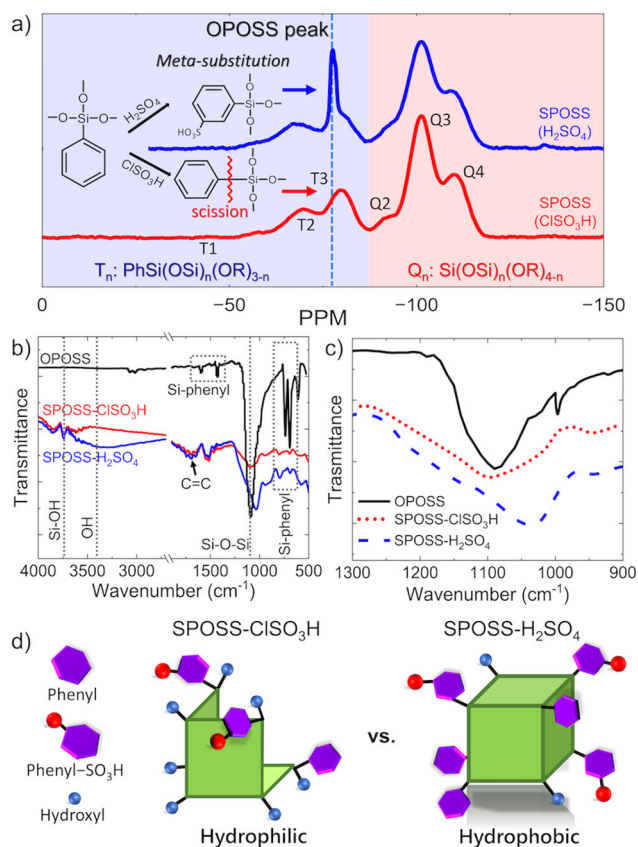 a)
OPOSS peak
Meta-substitution
H₂SO₄
HO₃S
ClSO₃H
scission
SPOSS
(H₂SO₄)
Q3
Q4
Q2
T3
T2
T1
SPOSS
(ClSO₃H)
Tₙ: PhSi(OSi)ₙ(OR)₃₋ₙ
Qₙ: Si(OSi)ₙ(OR)₄₋ₙ
0 −50 −100 −150
PPM
b)
OPOSS
Si-phenyl
SPOSS-ClSO₃H
SPOSS-H₂SO₄
C=C
Si-OH
OH
Si-O-Si
Si-phenyl
Transmittance
4000 3000 1000 500
Wavenumber (cm⁻¹)
c)
Trasmittance
OPOSS
SPOSS-ClSO₃H
SPOSS-H₂SO₄
1300 1200 1100 1000 900
Wavenumber (cm⁻¹)
d)
SPOSS-ClSO₃H
SPOSS-H₂SO₄
Phenyl
Phenyl–SO₃H
Hydroxyl
vs.
Hydrophilic
Hydrophobic